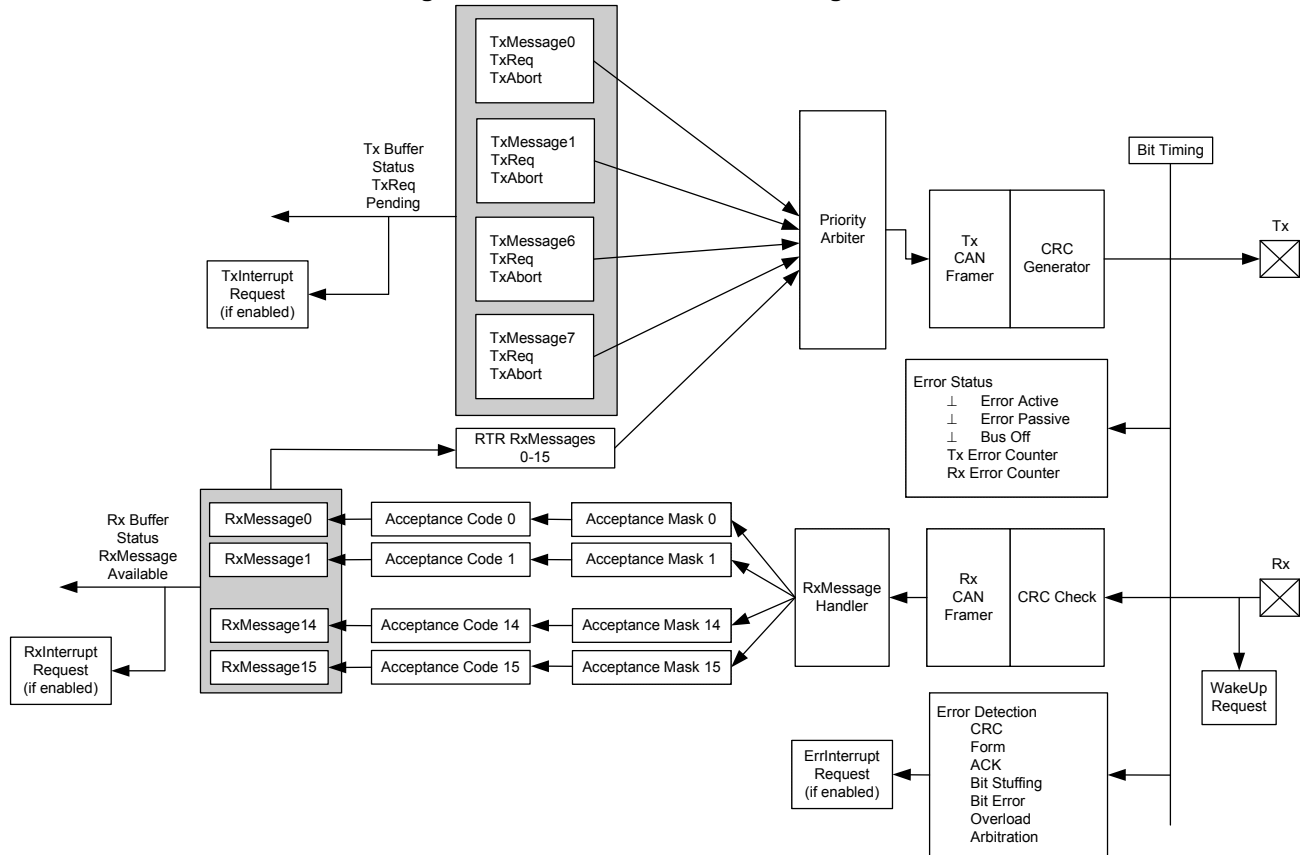 TxMessage0
TxReq
TxAbort
TxMessage1
TxReq
TxAbort
TxMessage6
TxReq
TxAbort
TxMessage7
TxReq
TxAbort
Tx Buffer
Status
TxReq
Pending
TxInterrupt
Request
(if enabled)
Priority
Arbiter
Tx
CAN
Framer
CRC
Generator
Bit Timing
Tx
Error Status
⊥ Error Active
⊥ Error Passive
⊥ Bus Off
Tx Error Counter
Rx Error Counter
RTR RxMessages
0-15
Rx Buffer
Status
RxMessage
Available
RxInterrupt
Request
(if enabled)
RxMessage0
Acceptance Code 0
Acceptance Mask 0
RxMessage1
Acceptance Code 1
Acceptance Mask 1
RxMessage14
Acceptance Code 14
Acceptance Mask 14
RxMessage15
Acceptance Code 15
Acceptance Mask 15
RxMessage
Handler
Rx
CAN
Framer
CRC Check
Rx
WakeUp
Request
Error Detection
CRC
Form
ACK
Bit Stuffing
Bit Error
Overload
Arbitration
ErrInterrupt
Request
(if enabled)